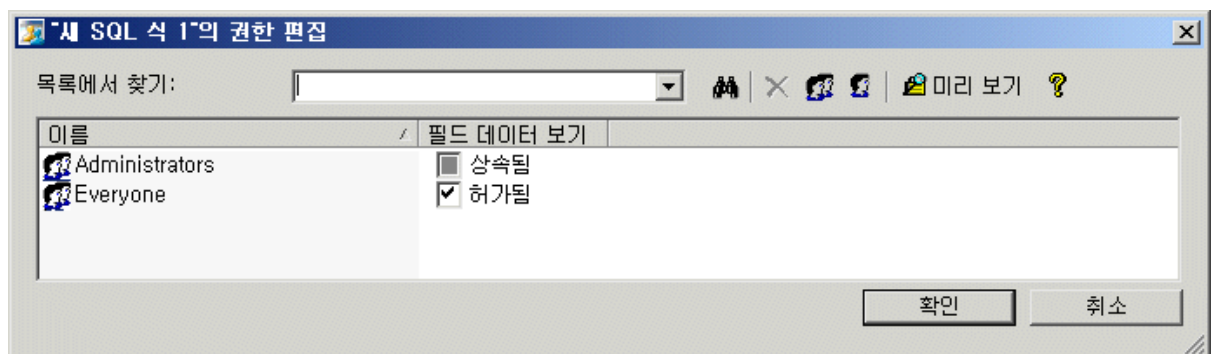 "새 SQL 식 1"의 권한 편집
목록에서 찾기: 미리 보기
이름 필드 데이터 보기
Administrators 상속됨
Everyone 허가됨
확인 취소